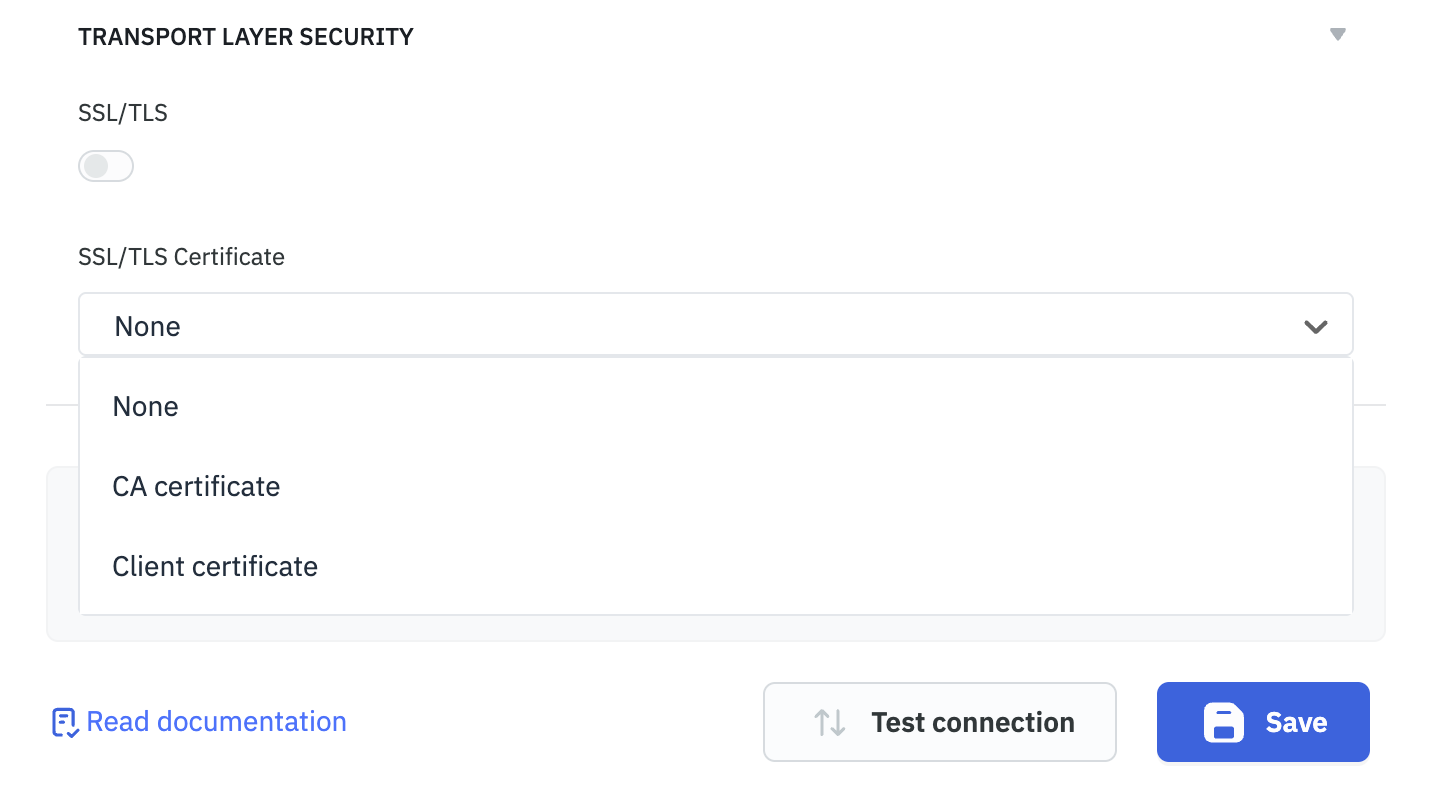 TRANSPORT LAYER SECURITY
SSL/TLS
SSL/TLS Certificate
None
None
CA certificate
Client certificate
Read documentation
Test connection
Save